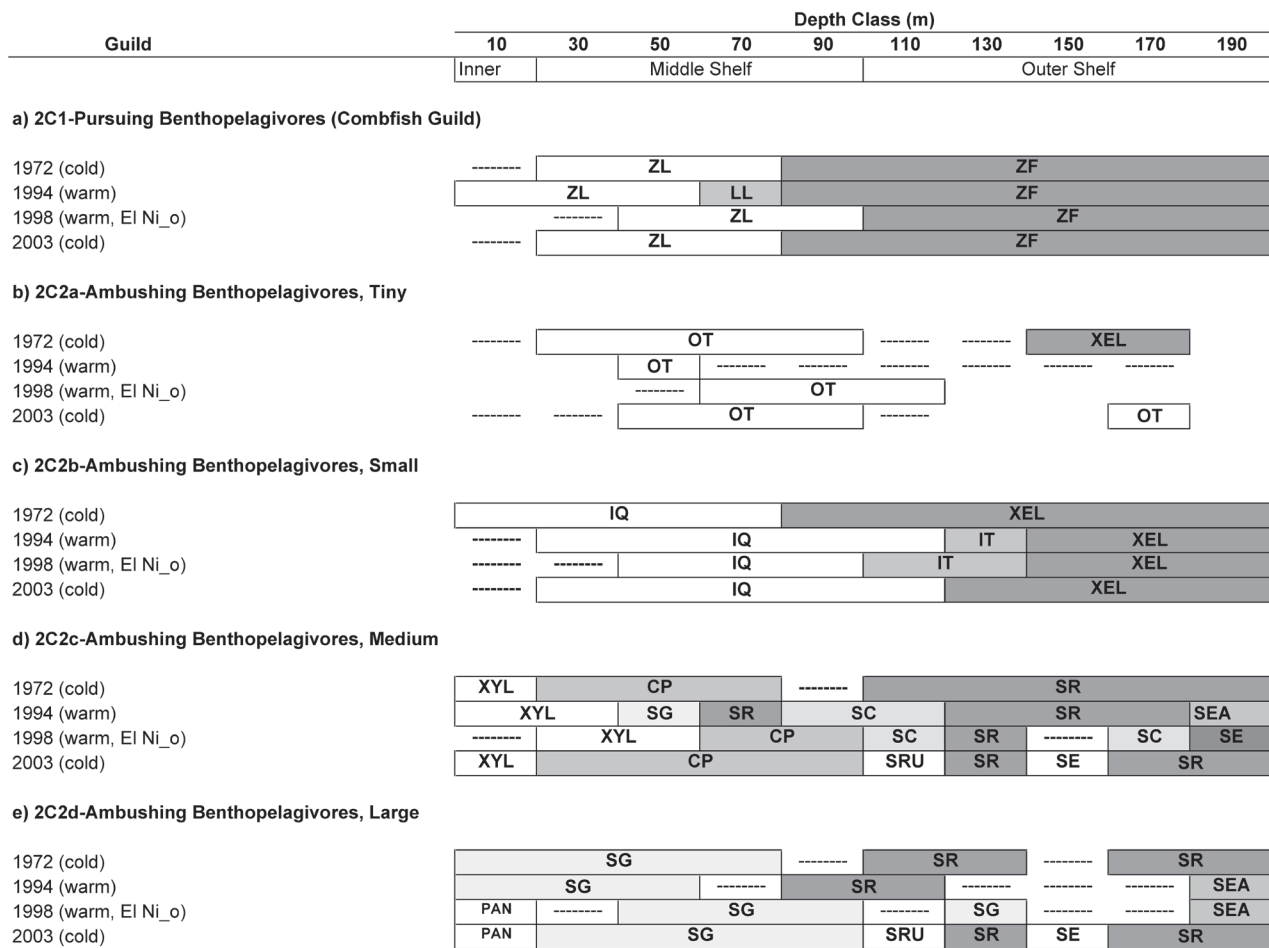 Depth Class (m)
Guild 10 30 50 70 90 110 130 150 170 190
Inner Middle Shelf Outer Shelf
a) 2C1-Pursuing Benthopelagivores (Combfish Guild)
1972 (cold) -------- ZL ZF
1994 (warm) ZL LL ZF
1998 (warm, El Ni_o) -------- ZL ZF
2003 (cold) -------- ZL ZF
b) 2C2a-Ambushing Benthopelagivores, Tiny
1972 (cold) -------- OT -------- -------- XEL
1994 (warm) OT -------- -------- -------- -------- -------- --------
1998 (warm, El Ni_o) -------- OT
2003 (cold) -------- -------- OT -------- OT
c) 2C2b-Ambushing Benthopelagivores, Small
1972 (cold) IQ XEL
1994 (warm) -------- IQ IT XEL
1998 (warm, El Ni_o) -------- -------- IQ IT XEL
2003 (cold) -------- IQ XEL
d) 2C2c-Ambushing Benthopelagivores, Medium
1972 (cold) XYL CP -------- SR
1994 (warm) XYL SG SR SC SR SEA
1998 (warm, El Ni_o) -------- XYL CP SC SR -------- SC SE
2003 (cold) XYL CP SRU SR SE SR
e) 2C2d-Ambushing Benthopelagivores, Large
1972 (cold) SG -------- SR -------- SR
1994 (warm) SG -------- SR -------- -------- -------- SEA
1998 (warm, El Ni_o) PAN -------- SG -------- SG -------- -------- SEA
2003 (cold) PAN SG SRU SR SE SR